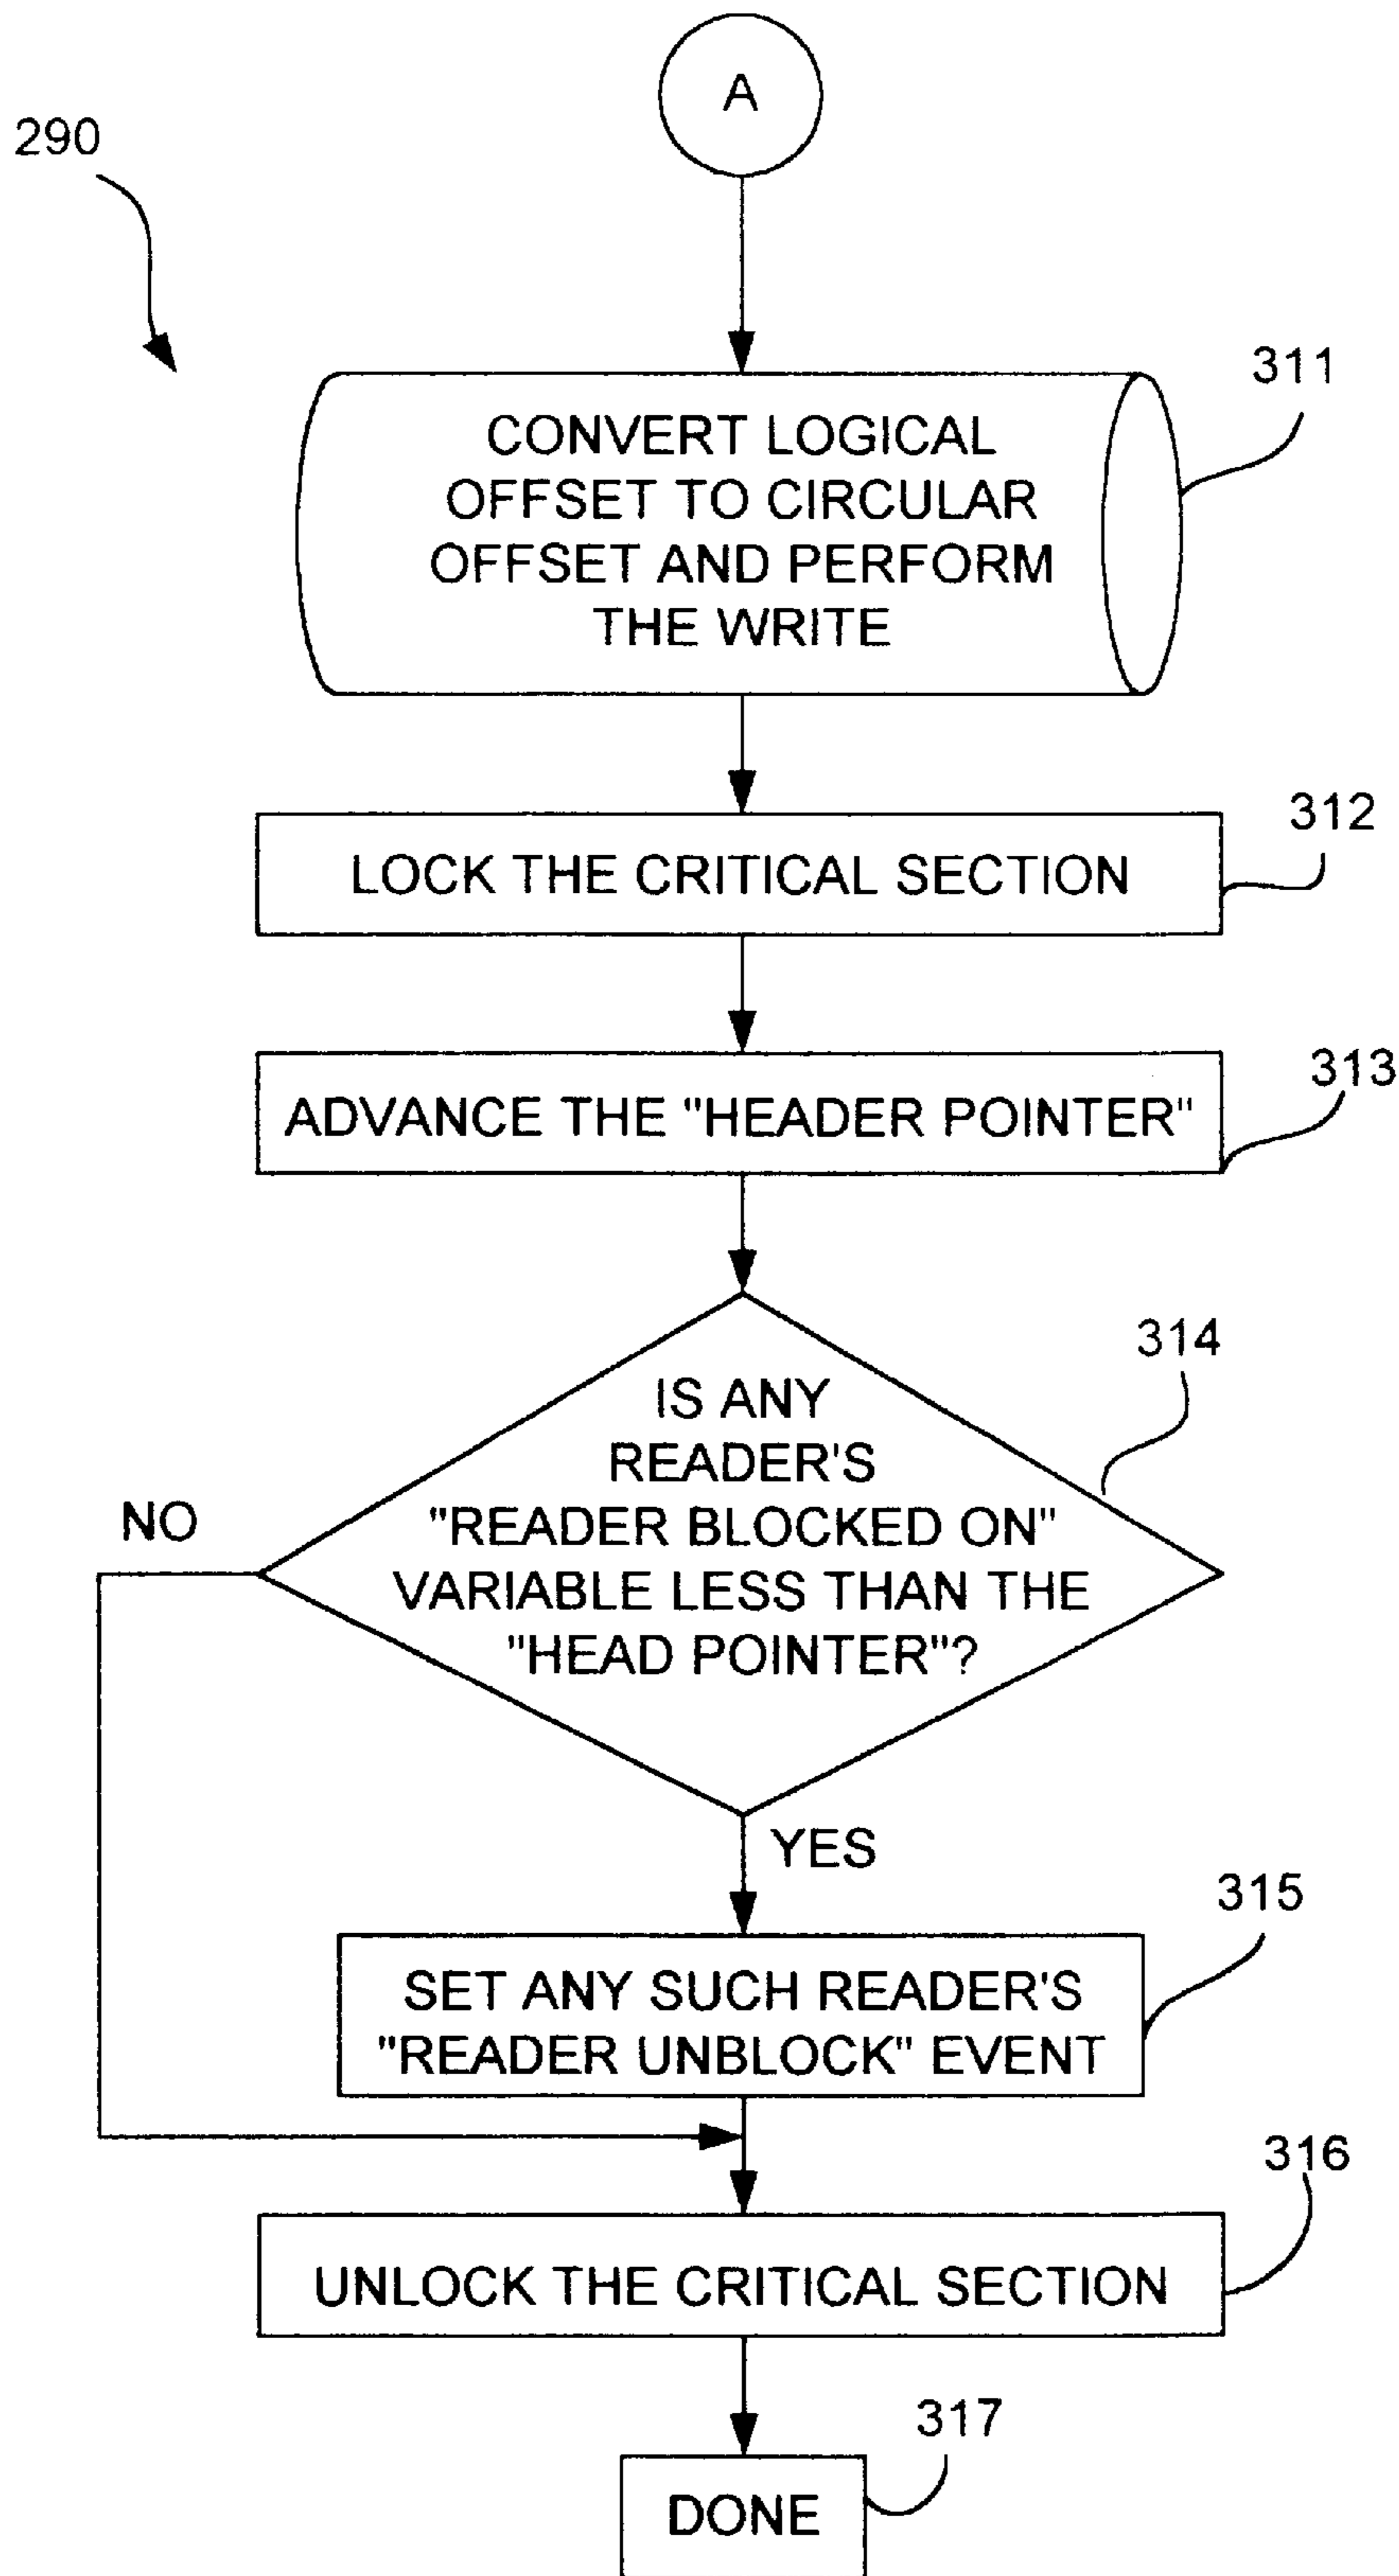 A
290
311
CONVERT LOGICAL
OFFSET TO CIRCULAR
OFFSET AND PERFORM
THE WRITE
312
LOCK THE CRITICAL SECTION
313
ADVANCE THE "HEADER POINTER"
314
IS ANY
READER'S
"READER BLOCKED ON"
VARIABLE LESS THAN THE
"HEAD POINTER"?
NO
YES
315
SET ANY SUCH READER'S
"READER UNBLOCK" EVENT
316
UNLOCK THE CRITICAL SECTION
317
DONE